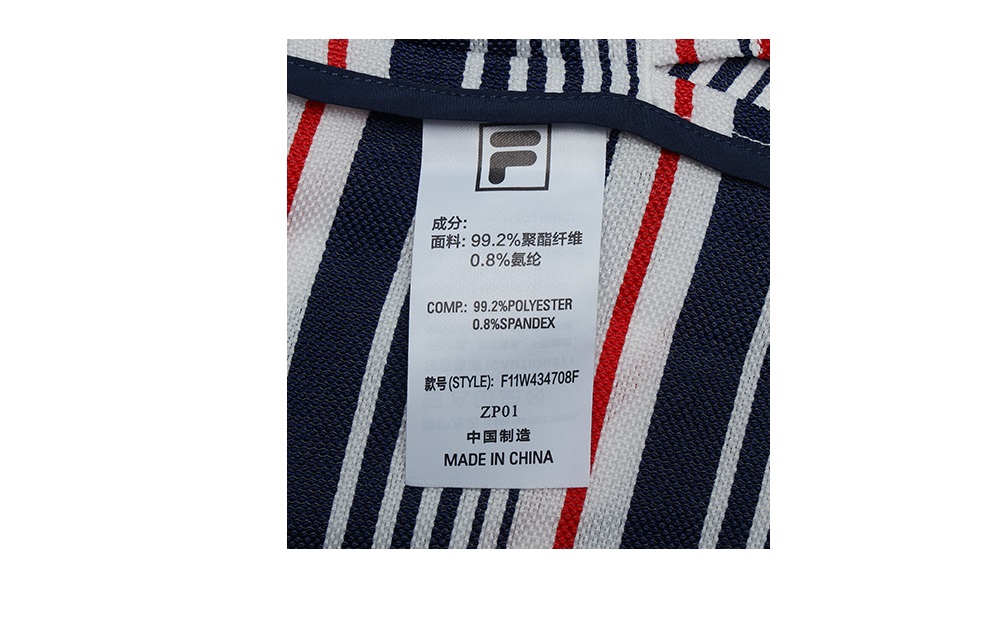 F
成分:
面料: 99.2%聚酯纤维
0.8%氨纶
COMP.: 99.2%POLYESTER
0.8%SPANDEX
款号(STYLE): F11W434708F
ZP01
中国制造
MADE IN CHINA